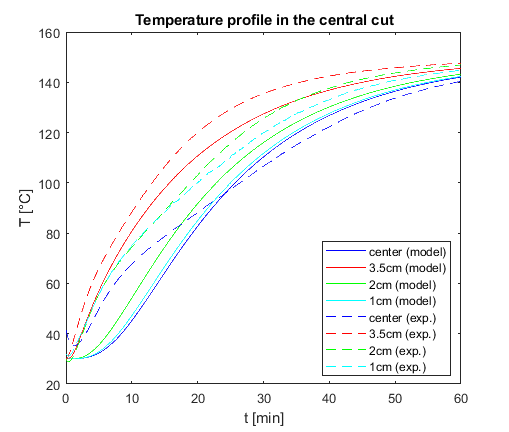 Temperature profile in the central cut
160
140
120
100
80
60
40
20
T [°C]
center (model)
3.5cm (model)
2cm (model)
1cm (model)
center (exp.)
3.5cm (exp.)
2cm (exp.)
1cm (exp.)
0 10 20 30 40 50 60
t [min]